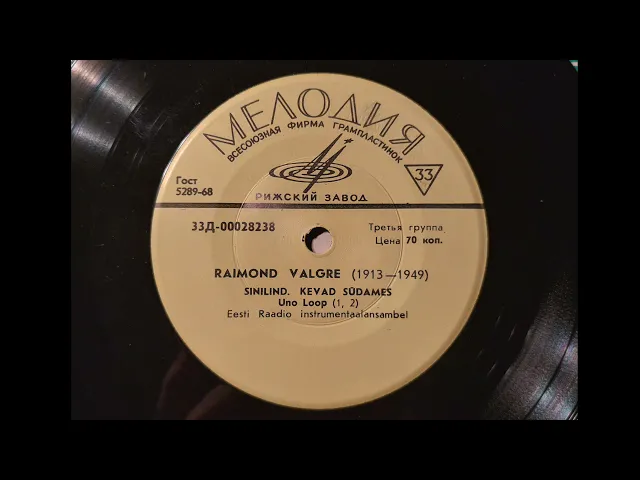 МЕЛОДИЯ
ВСЕСОЮЗНАЯ ФИРМА ГРАМПЛАСТИНОК
33
Гост
5289-68
РИЖСКИЙ ЗАВОД
33Д-00028238
Третья группа
Цена 70 коп.
RAIMOND VALGRE (1913—1949)
SINILIND. KEVAD SÜDAMES
Uno Loop (1, 2)
Eesti Raadio instrumentaalansambel